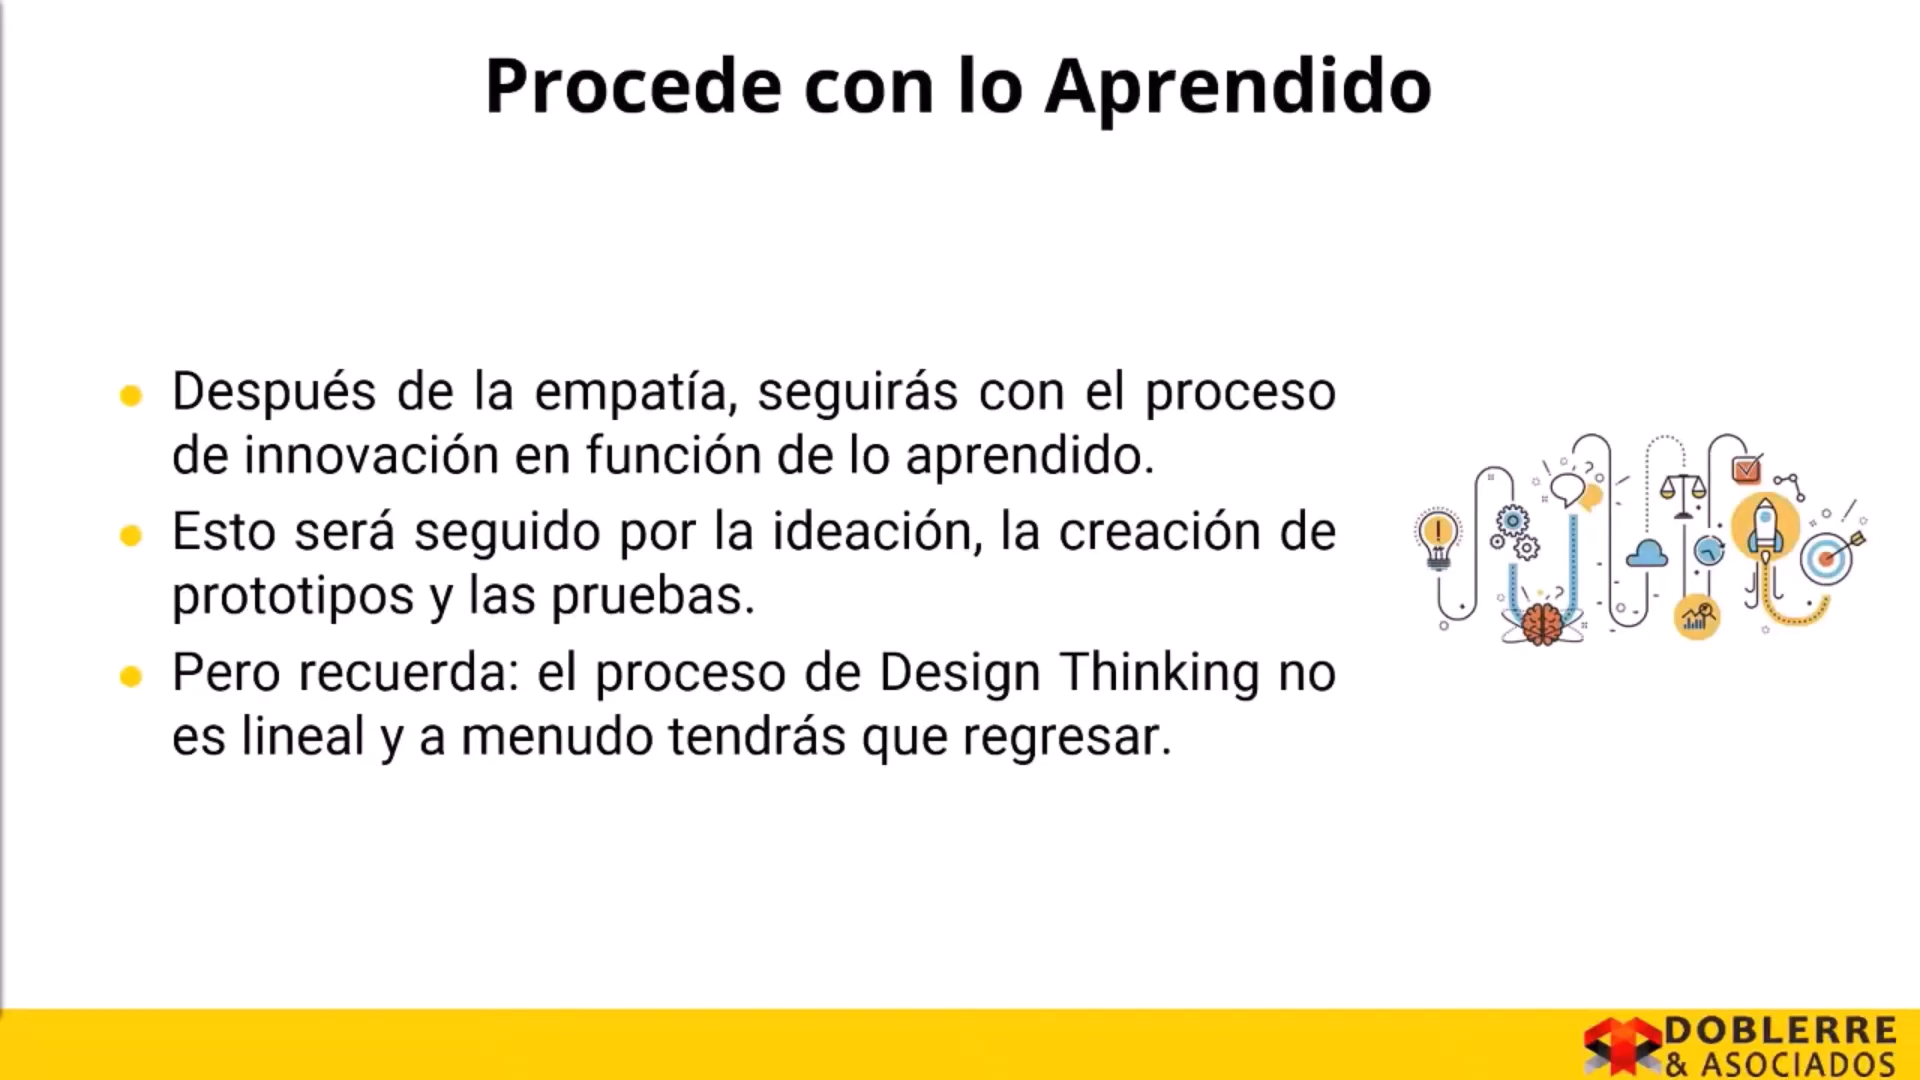 Procede con lo Aprendido
Después de la empatía, seguirás con el proceso
de innovación en función de lo aprendido.
Esto será seguido por la ideación, la creación de
prototipos y las pruebas.
Pero recuerda: el proceso de Design Thinking no
es lineal y a menudo tendrás que regresar.
DOBLERRE
& ASOCIADOS